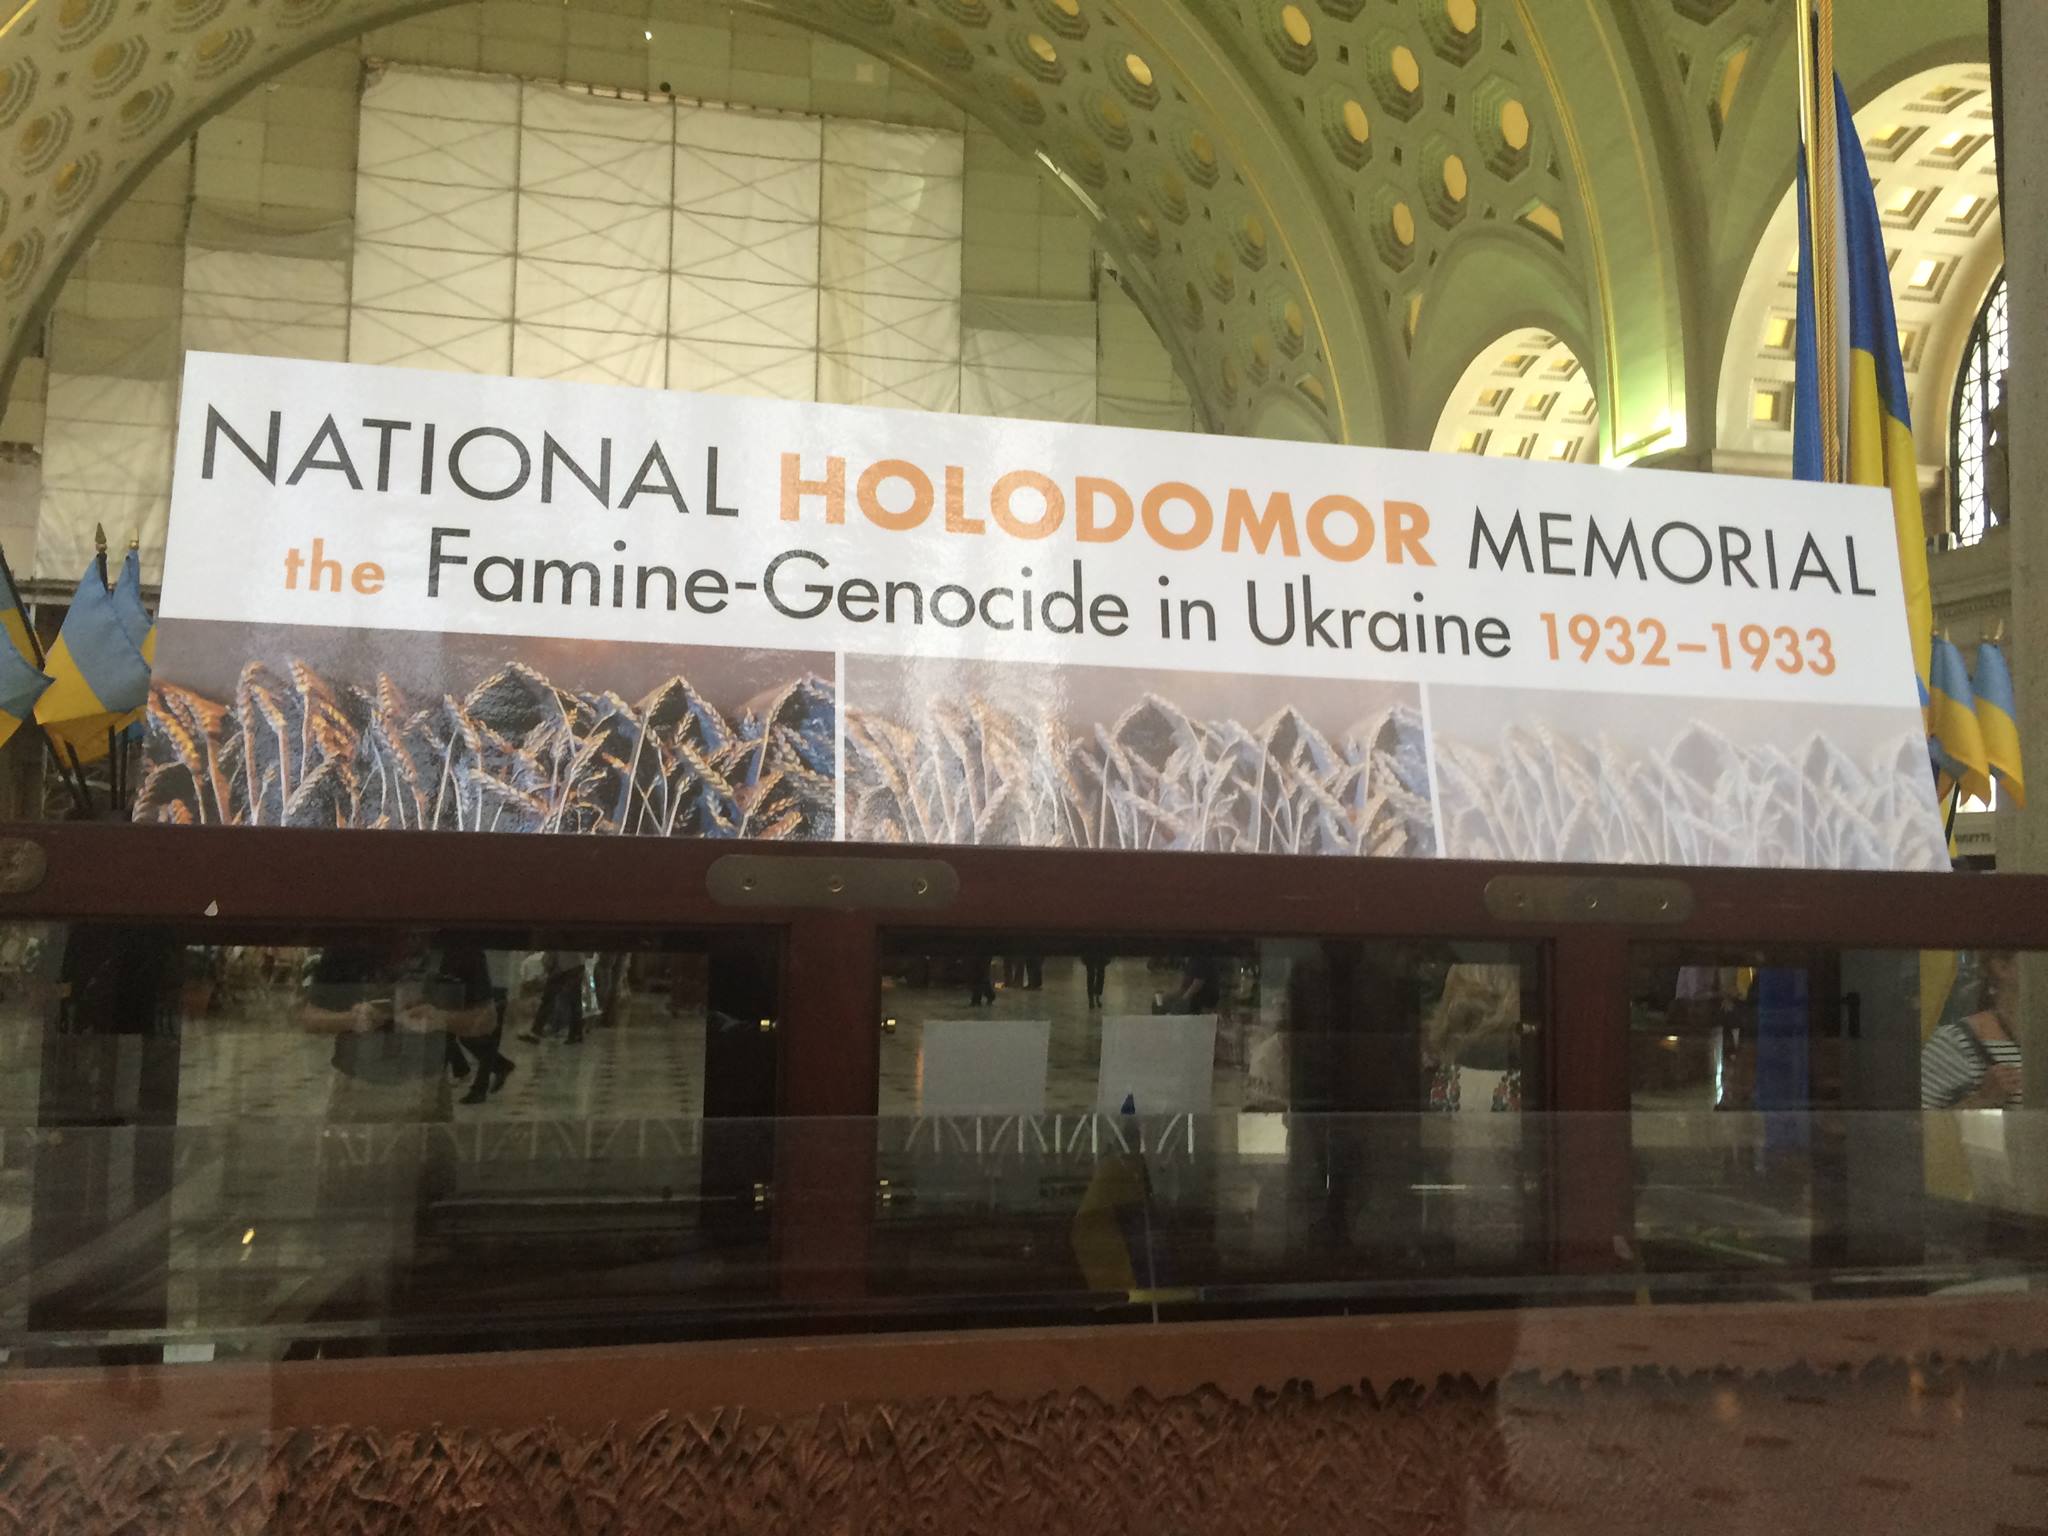 NATIONAL HOLODOMOR MEMORIAL
the Famine-Genocide in Ukraine 1932–1933